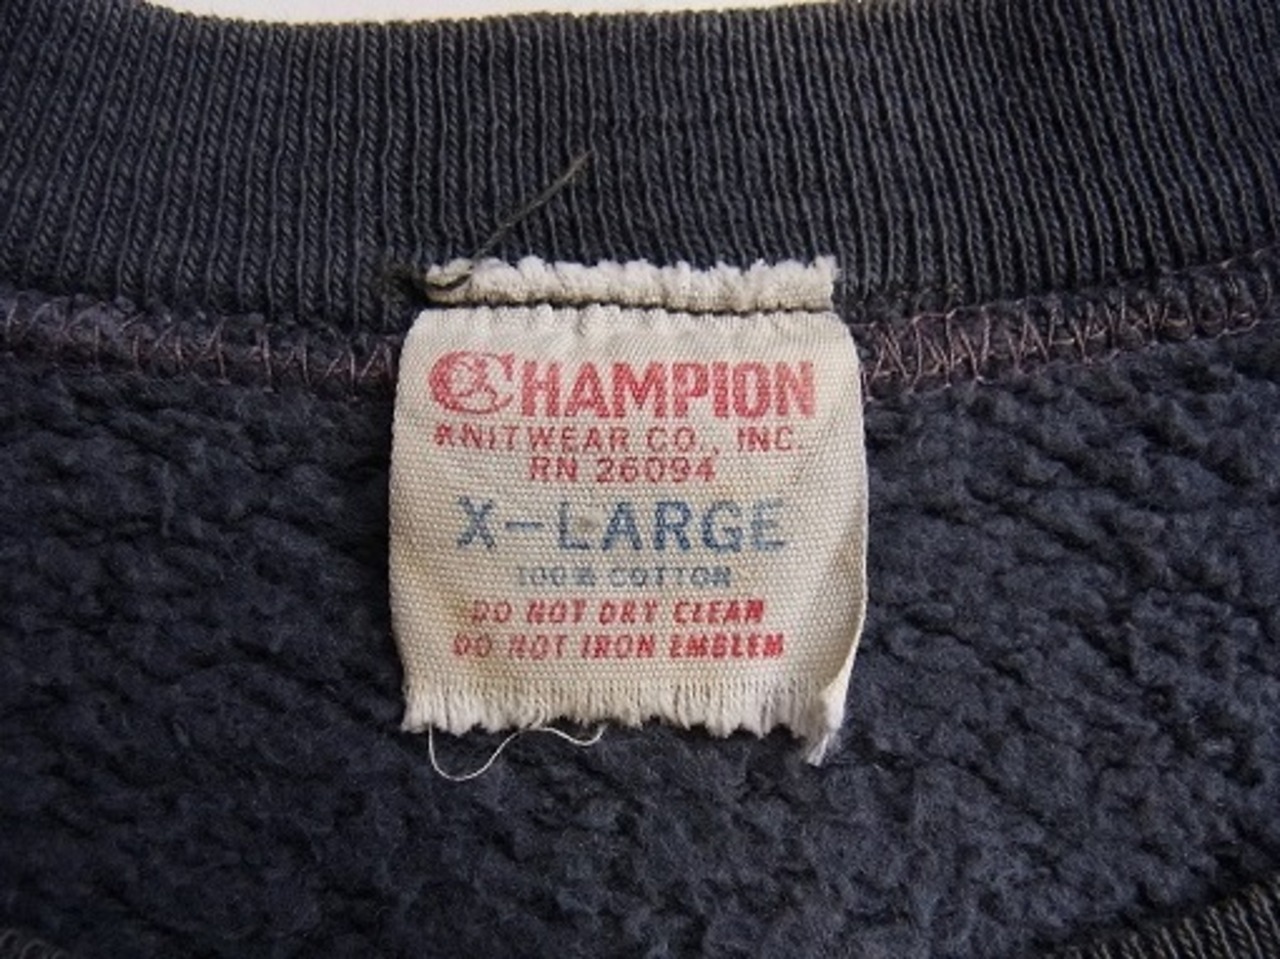 CHAMPION
KNITWEAR CO., INC.
RN 26094
X-LARGE
100% COTTON
DO NOT DRY CLEAN
DO NOT IRON EMBLEM